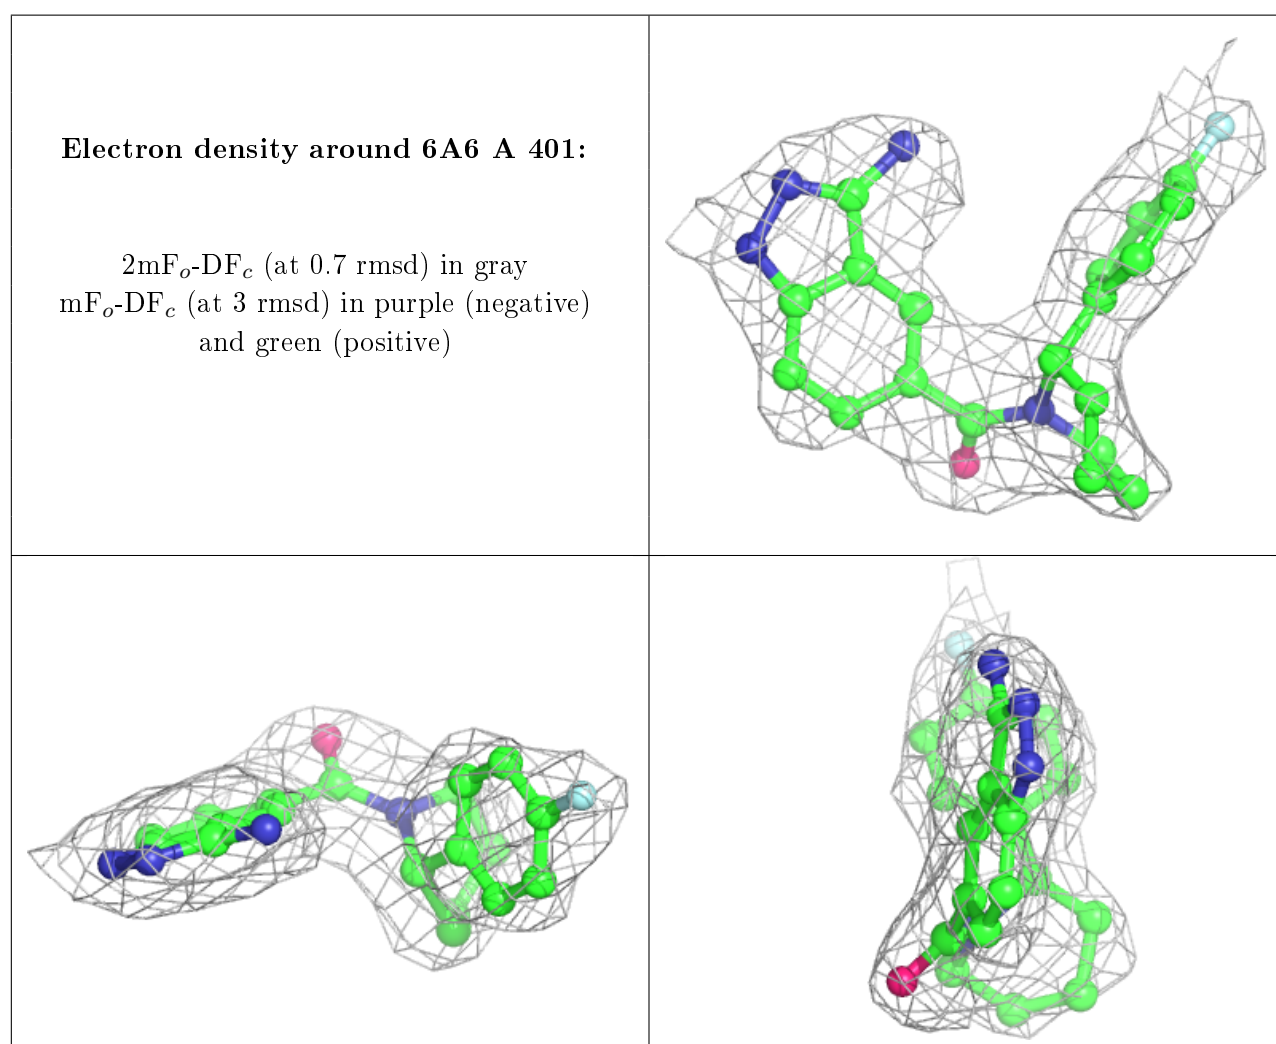 Electron density around 6A6 A 401:
2mFo-DFc (at 0.7 rmsd) in gray
mFo-DFc (at 3 rmsd) in purple (negative)
and green (positive)